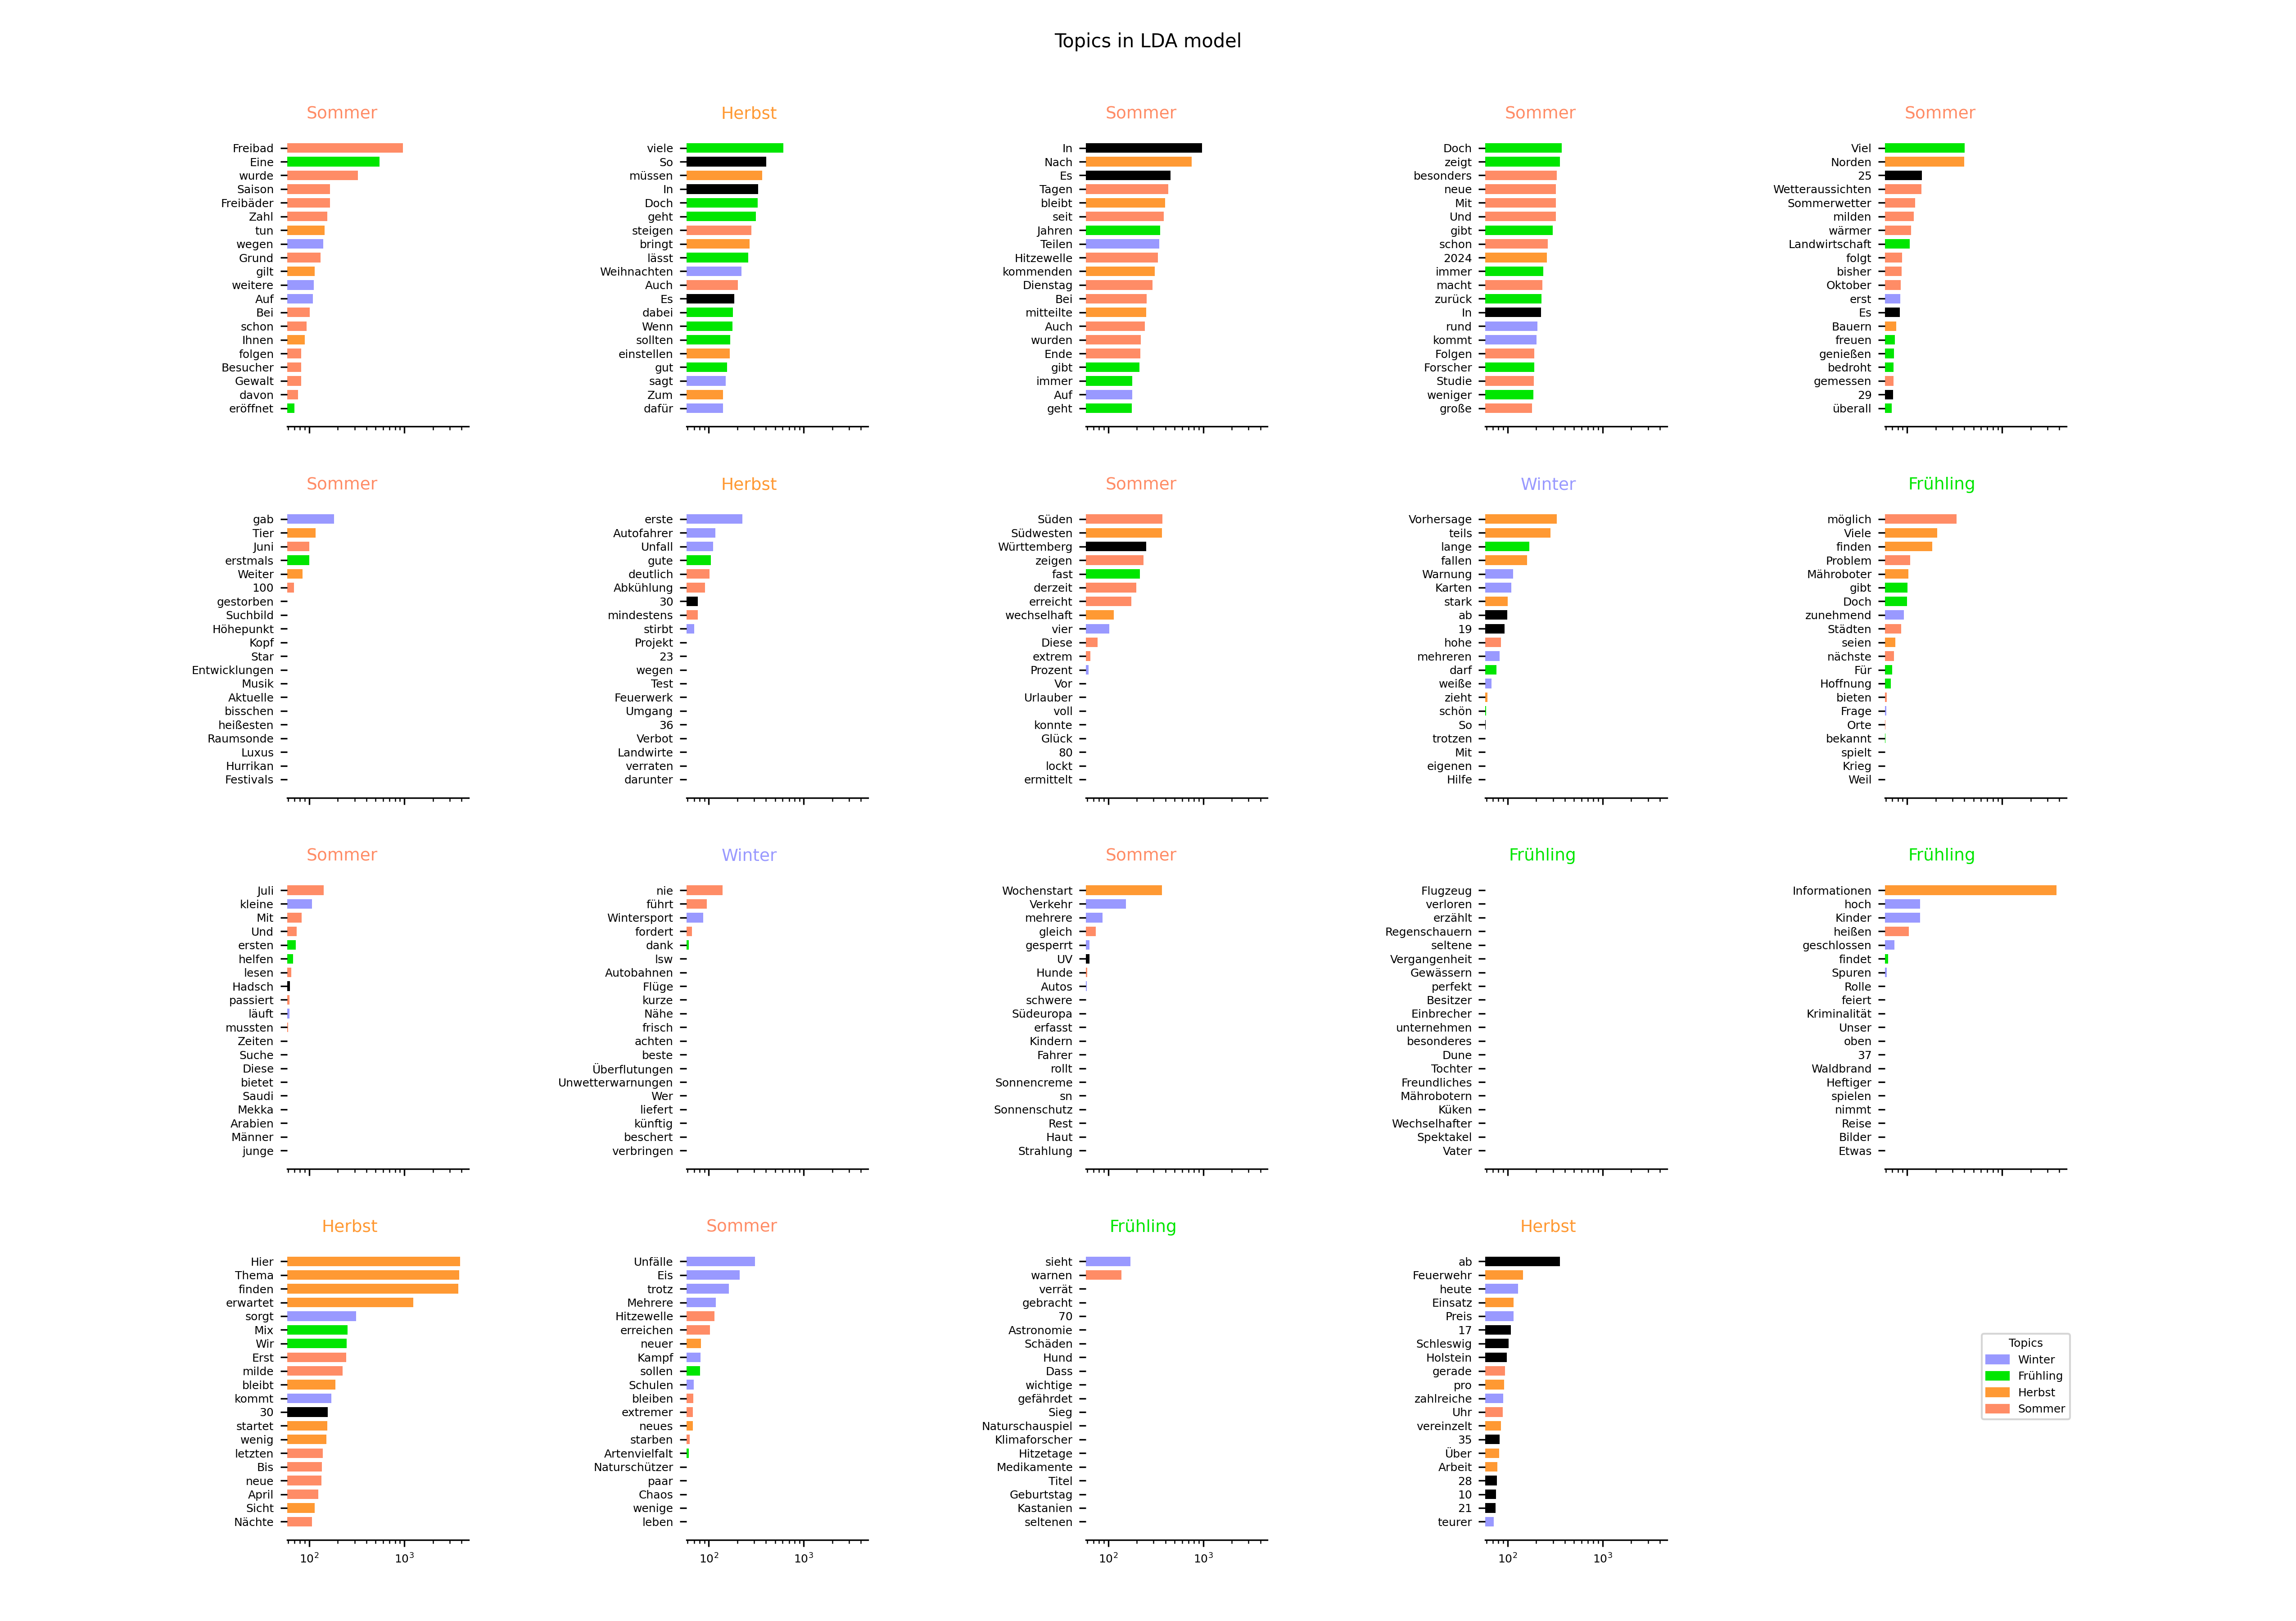 Topics in LDA model
Sommer
Freibad
Eine
wurde
Saison
Freibäder
Zahl
tun
wegen
Grund
gilt
weitere
Auf
Bei
schon
Ihnen
folgen
Besucher
Gewalt
davon
eröffnet
Herbst
viele
So
müssen
In
Doch
geht
steigen
bringt
lässt
Weihnachten
Auch
Es
dabei
Wenn
sollten
einstellen
gut
sagt
Zum
dafür
Sommer
In
Nach
Es
Tagen
bleibt
seit
Jahren
Teilen
Hitzewelle
kommenden
Dienstag
Bei
mitteilte
Auch
wurden
Ende
gibt
immer
Auf
geht
Sommer
Doch
zeigt
besonders
neue
Mit
Und
gibt
schon
2024
immer
macht
zurück
In
rund
kommt
Folgen
Forscher
Studie
weniger
große
Sommer
Viel
Norden
25
Wetteraussichten
Sommerwetter
milden
wärmer
Landwirtschaft
folgt
bisher
Oktober
erst
Es
Bauern
freuen
genießen
bedroht
gemessen
29
überall
Sommer
gab
Tier
Juni
erstmals
Weiter
100
gestorben
Suchbild
Höhepunkt
Kopf
Star
Entwicklungen
Musik
Aktuelle
bisschen
heißesten
Raumsonde
Luxus
Hurrikan
Festivals
Herbst
erste
Autofahrer
Unfall
gute
deutlich
Abkühlung
30
mindestens
stirbt
Projekt
23
wegen
Test
Feuerwerk
Umgang
36
Verbot
Landwirte
verraten
darunter
Sommer
Süden
Südwesten
Württemberg
zeigen
fast
derzeit
erreicht
wechselhaft
vier
Diese
extrem
Prozent
Vor
Urlauber
voll
konnte
Glück
80
lockt
ermittelt
Winter
Vorhersage
teils
lange
fallen
Warnung
Karten
stark
ab
19
hohe
mehreren
darf
weiße
zieht
schön
So
trotzen
Mit
eigenen
Hilfe
Frühling
möglich
Viele
finden
Problem
Mähroboter
gibt
Doch
zunehmend
Städten
seien
nächste
Für
Hoffnung
bieten
Frage
Orte
bekannt
spielt
Krieg
Weil
Sommer
Juli
kleine
Mit
Und
ersten
helfen
lesen
Hadsch
passiert
läuft
mussten
Zeiten
Suche
Diese
bietet
Saudi
Mekka
Arabien
Männer
junge
Winter
nie
führt
Wintersport
fordert
dank
lsw
Autobahnen
Flüge
kurze
Nähe
frisch
achten
beste
Überflutungen
Unwetterwarnungen
Wer
liefert
künftig
beschert
verbringen
Sommer
Wochenstart
Verkehr
mehrere
gleich
gesperrt
UV
Hunde
Autos
schwere
Südeuropa
erfasst
Kindern
Fahrer
rollt
Sonnencreme
sn
Sonnenschutz
Rest
Haut
Strahlung
Frühling
Flugzeug
verloren
erzählt
Regenschauern
seltene
Vergangenheit
Gewässern
perfekt
Besitzer
Einbrecher
unternehmen
besonderes
Dune
Tochter
Freundliches
Mährobotern
Küken
Wechselhafter
Spektakel
Vater
Frühling
Informationen
hoch
Kinder
heißen
geschlossen
findet
Spuren
Rolle
feiert
Kriminalität
Unser
oben
37
Waldbrand
Heftiger
spielen
nimmt
Reise
Bilder
Etwas
Herbst
Hier
Thema
finden
erwartet
sorgt
Mix
Wir
Erst
milde
bleibt
kommt
30
startet
wenig
letzten
Bis
neue
April
Sicht
Nächte
10² 10³
Sommer
Unfälle
Eis
trotz
Mehrere
Hitzewelle
erreichen
neuer
Kampf
sollen
Schulen
bleiben
extremer
neues
starben
Artenvielfalt
Naturschützer
paar
Chaos
wenige
leben
10² 10³
Frühling
sieht
warnen
verrät
gebracht
70
Astronomie
Schäden
Hund
Dass
wichtige
gefährdet
Sieg
Naturschauspiel
Klimaforscher
Hitzetage
Medikamente
Titel
Geburtstag
Kastanien
seltenen
10² 10³
Herbst
ab
Feuerwehr
heute
Einsatz
Preis
17
Schleswig
Holstein
gerade
pro
zahlreiche
Uhr
vereinzelt
35
Über
Arbeit
28
10
21
teurer
10² 10³
Topics
Winter
Frühling
Herbst
Sommer